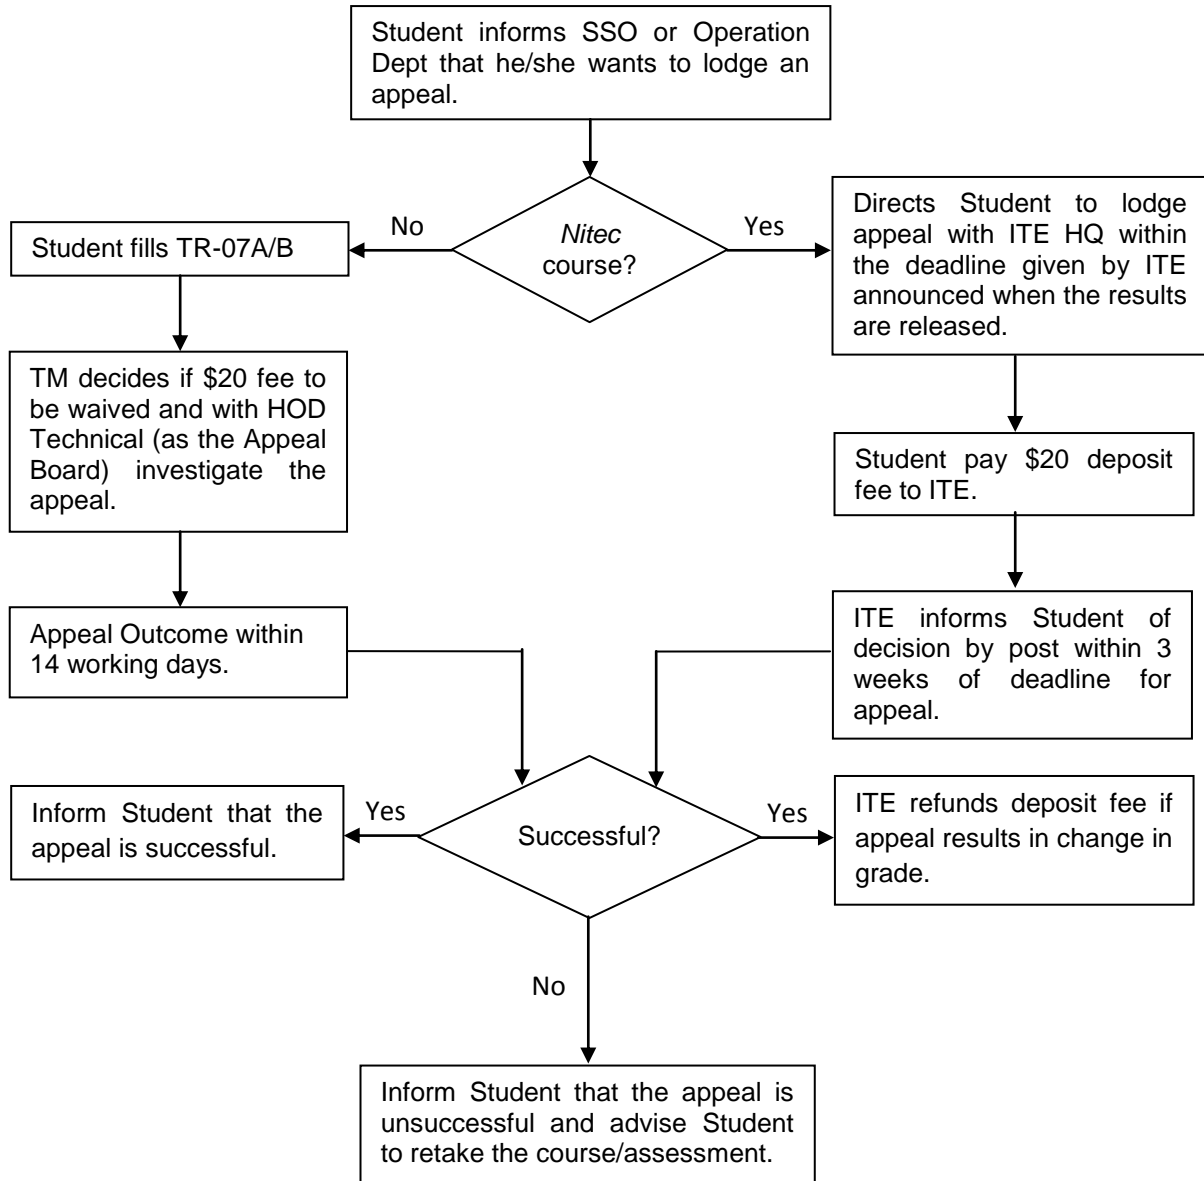 Student informs SSO or Operation
Dept that he/she wants to lodge an
appeal.
Nitec
course?
No
Yes
Student fills TR-07A/B
Directs Student to lodge
appeal with ITE HQ within
the deadline given by ITE
announced when the results
are released.
TM decides if $20 fee to
be waived and with HOD
Technical (as the Appeal
Board) investigate the
appeal.
Student pay $20 deposit
fee to ITE.
Appeal Outcome within
14 working days.
ITE informs Student of
decision by post within 3
weeks of deadline for
appeal.
Successful?
Yes
Yes
Inform Student that the
appeal is successful.
ITE refunds deposit fee if
appeal results in change in
grade.
No
Inform Student that the appeal is
unsuccessful and advise Student
to retake the course/assessment.